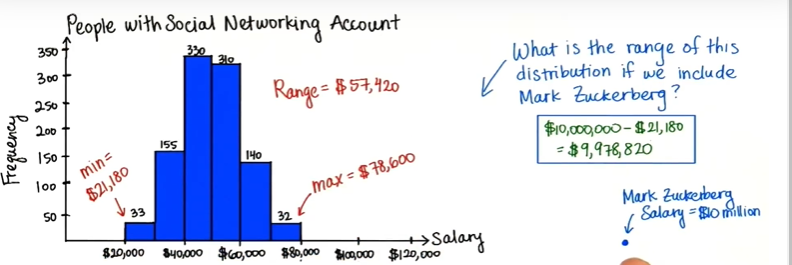 People with Social Networking Account
Frequency
350
300
250
200
150
100
50
33
155
330
310
140
32
min =
$21,180
Range = $57,420
max = $78,600
$20,000
$40,000
$60,000
$80,000
$100,000
$120,000
Salary
What is the range of this
distribution if we include
Mark Zuckerberg?
$10,000,000 - $21,180
= $9,978,820
Mark Zuckerberg
Salary = $10 million